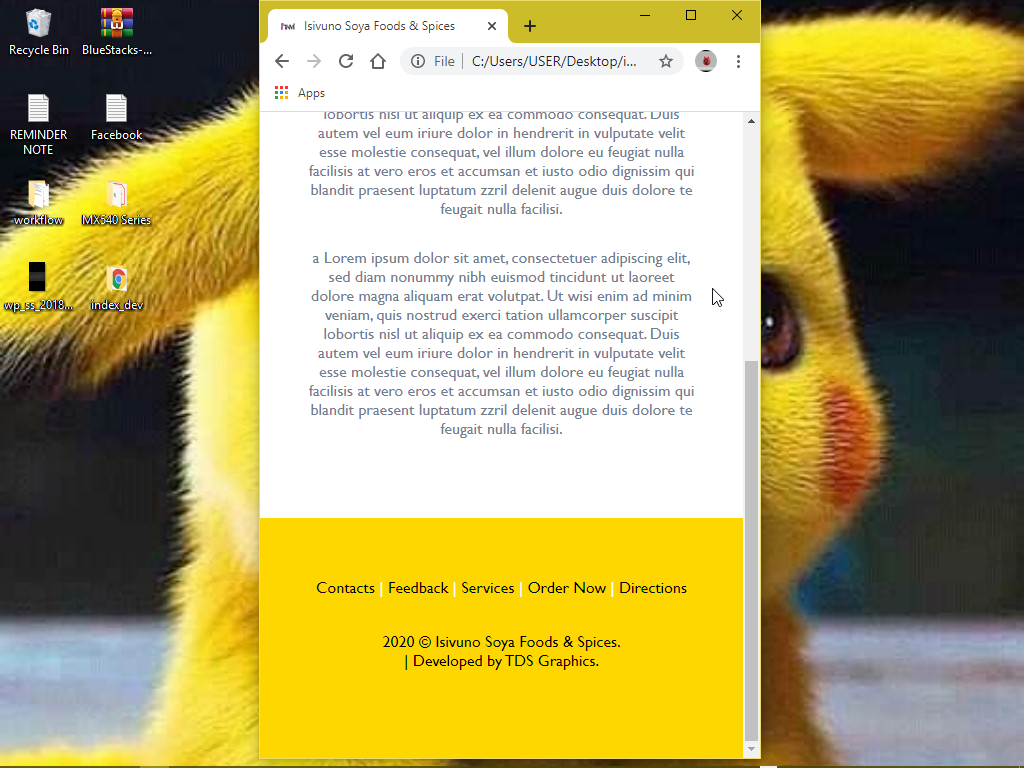 Recycle Bin
BlueStacks-...
REMINDER
NOTE
Facebook
workflow
MX540 Series
wp_ss_2018...
index_dev
Isivuno Soya Foods & Spices
File
C:/Users/USER/Desktop/i...
Apps
lobortis nisl ut aliquip ex ea commodo consequat. Duis
autem vel eum iriure dolor in hendrerit in vulputate velit
esse molestie consequat, vel illum dolore eu feugiat nulla
facilisis at vero eros et accumsan et iusto odio dignissim qui
blandit praesent luptatum zzril delenit augue duis dolore te
feugait nulla facilisi.
a Lorem ipsum dolor sit amet, consectetuer adipiscing elit,
sed diam nonummy nibh euismod tincidunt ut laoreet
dolore magna aliquam erat volutpat. Ut wisi enim ad minim
veniam, quis nostrud exerci tation ullamcorper suscipit
lobortis nisl ut aliquip ex ea commodo consequat. Duis
autem vel eum iriure dolor in hendrerit in vulputate velit
esse molestie consequat, vel illum dolore eu feugiat nulla
facilisis at vero eros et accumsan et iusto odio dignissim qui
blandit praesent luptatum zzril delenit augue duis dolore te
feugait nulla facilisi.
Contacts | Feedback | Services | Order Now | Directions
2020 © Isivuno Soya Foods & Spices.
| Developed by TDS Graphics.